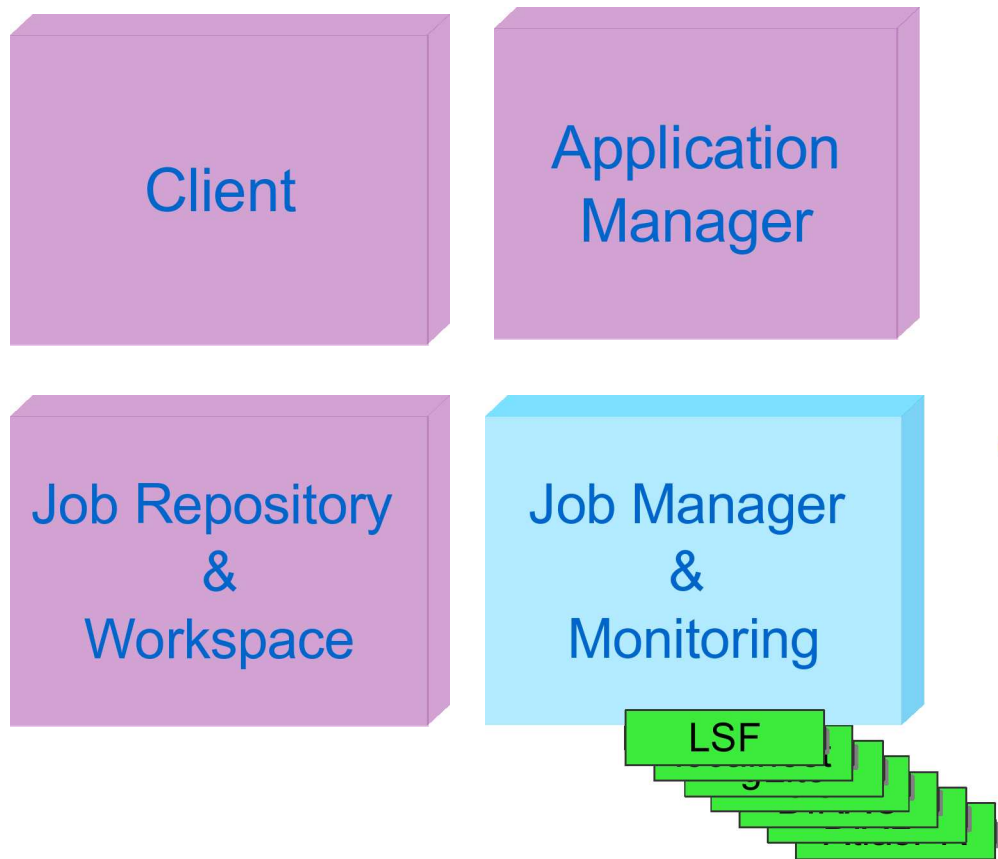 Client
Application
Manager
Job Repository
&
Workspace
Job Manager
&
Monitoring
LSF